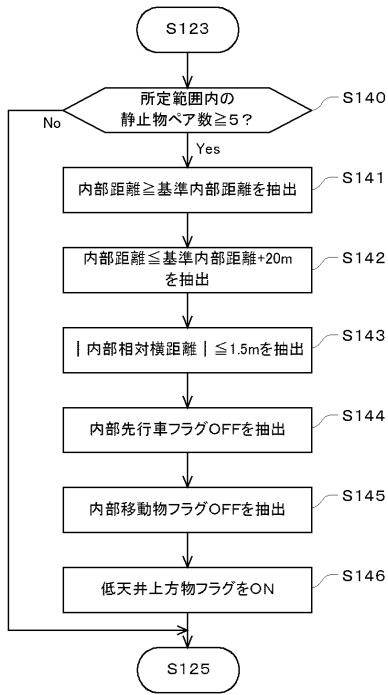 S123
所定範囲内の
静止物ペア数≧5?
S140
No
Yes
内部距離≧基準内部距離を抽出
S141
内部距離≦基準内部距離+20m
を抽出
S142
|内部相対横距離|≦1.5mを抽出
S143
内部先行車フラグOFFを抽出
S144
内部移動物フラグOFFを抽出
S145
低天井上方物フラグをON
S146
S125